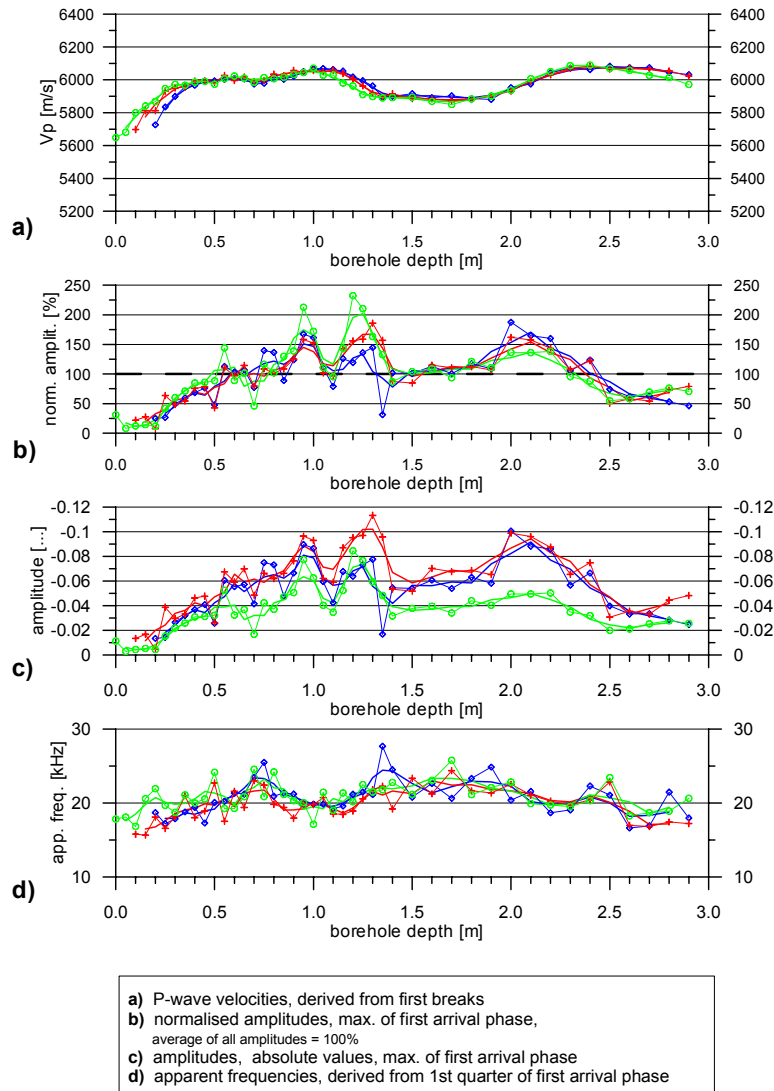 6400 6400
6200 6200
6000 6000
Vp [m/s]
5800 5800
5600 5600
5400 5400
5200 5200
a)
0.0 0.5 1.0 1.5 2.0 2.5 3.0
borehole depth [m]
250 250
200 200
150 150
norm. amplit. [%]
100 100
50 50
0 0
b)
0.0 0.5 1.0 1.5 2.0 2.5 3.0
borehole depth [m]
-0.12 -0.12
-0.1 -0.1
-0.08 -0.08
amplitude [...]
-0.06 -0.06
-0.04 -0.04
-0.02 -0.02
0 0
c)
0.0 0.5 1.0 1.5 2.0 2.5 3.0
borehole depth [m]
30 30
app. freq. [kHz]
20 20
10 10
d)
0.0 0.5 1.0 1.5 2.0 2.5 3.0
borehole depth [m]
a) P-wave velocities, derived from first breaks
b) normalised amplitudes, max. of first arrival phase,
average of all amplitudes = 100%
c) amplitudes, absolute values, max. of first arrival phase
d) apparent frequencies, derived from 1st quarter of first arrival phase